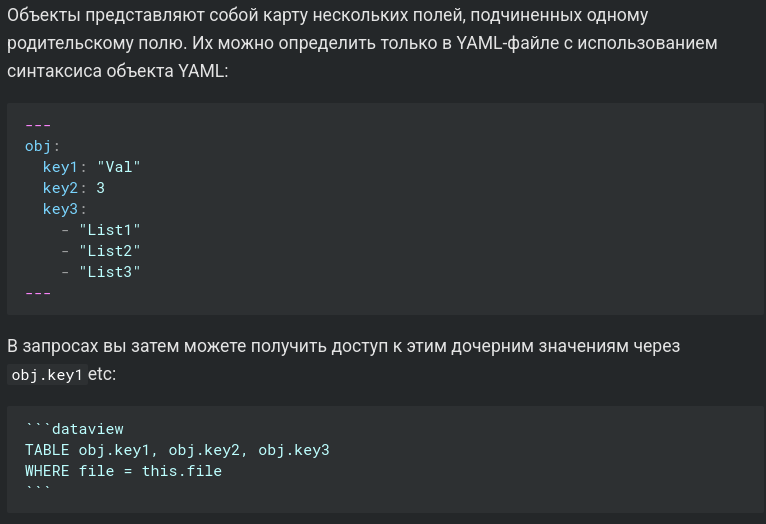 Объекты представляют собой карту нескольких полей, подчиненных одному
родительскому полю. Их можно определить только в YAML-файле с использованием
синтаксиса объекта YAML:
---
obj:
  key1: "Val"
  key2: 3
  key3:
    - "List1"
    - "List2"
    - "List3"
---
В запросах вы затем можете получить доступ к этим дочерним значениям через
obj.key1 etc:
```dataview
TABLE obj.key1, obj.key2, obj.key3
WHERE file = this.file
```